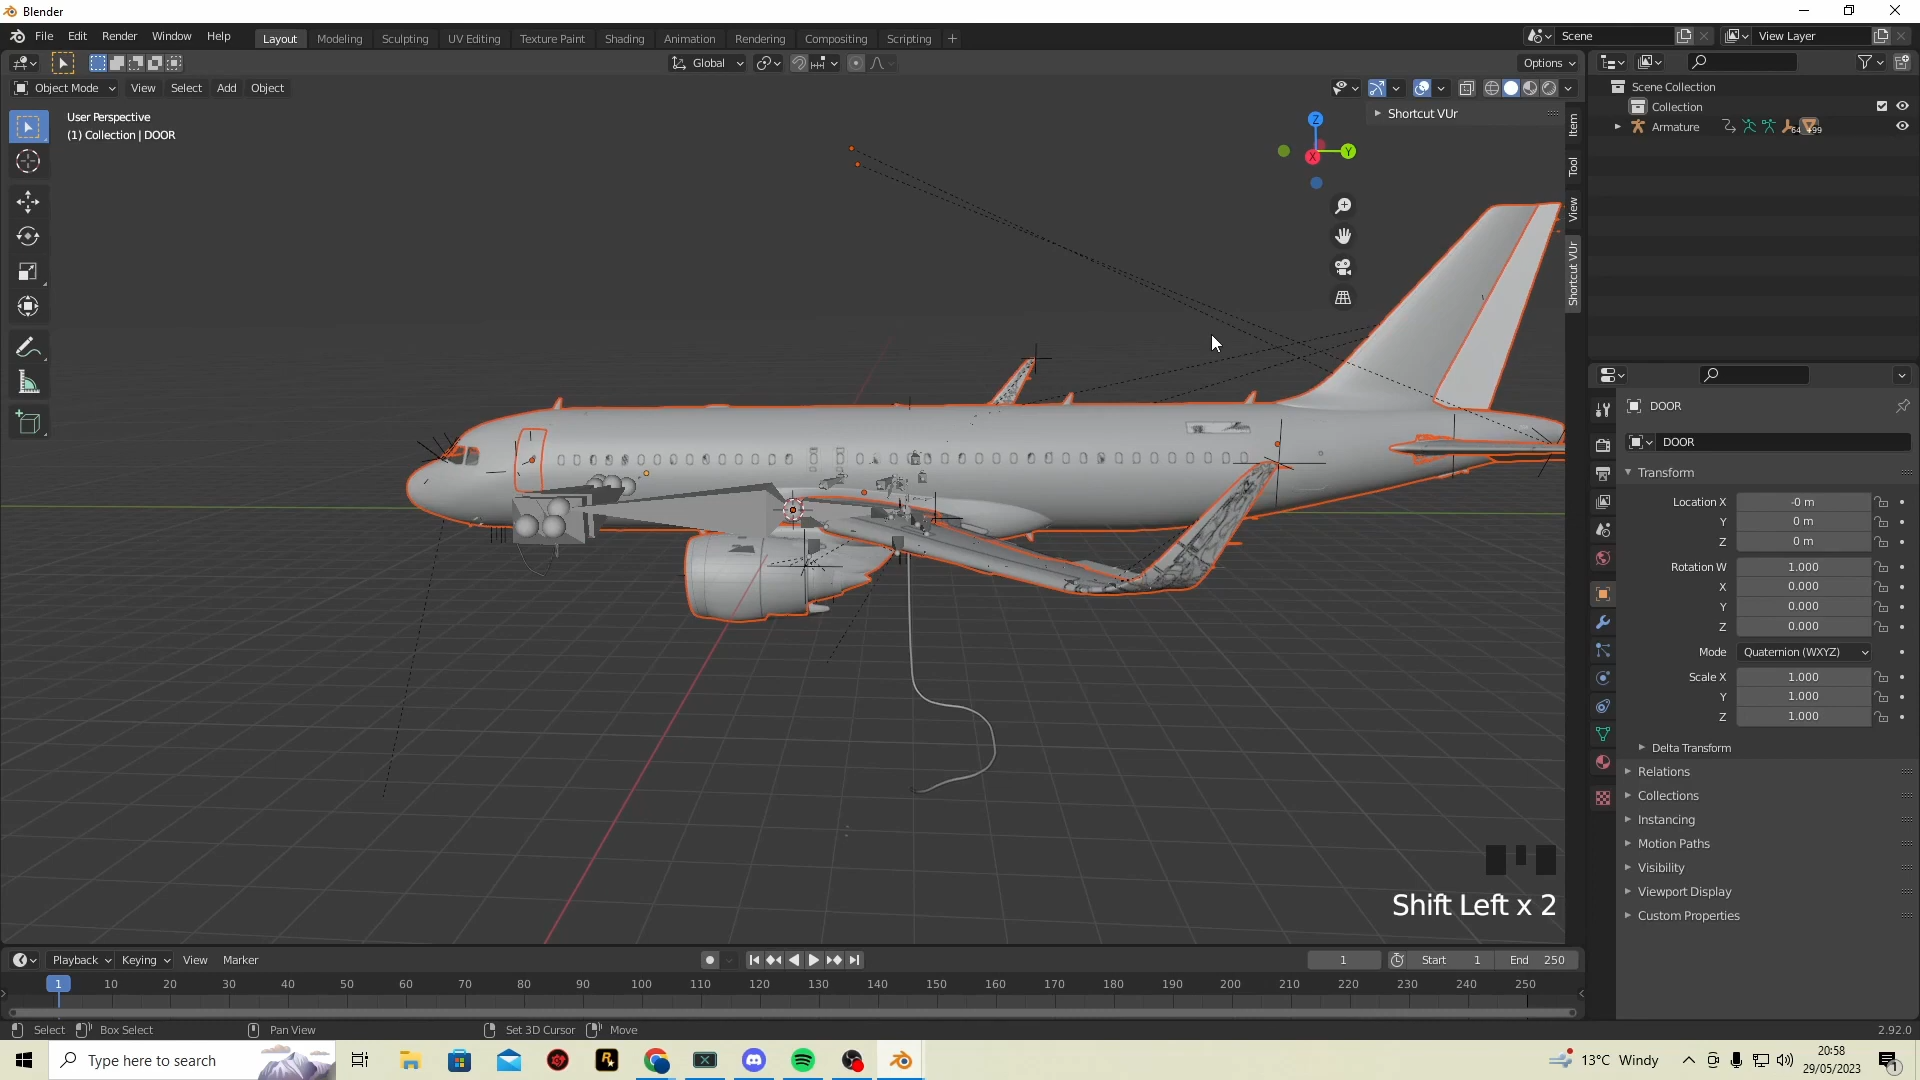 Blender
File Edit Render Window Help
Layout Modeling Sculpting UV Editing Texture Paint Shading Animation Rendering Compositing Scripting
Scene
View Layer
Global
Options
Object Mode View Select Add Object
Scene Collection
Collection
Armature
64
99
User Perspective
(1) Collection | DOOR
Shortcut VUr
Item
Tool
View
Shortcut VUr
Z
Y
X
DOOR
DOOR
Transform
Location X -0 m
Y 0 m
Z 0 m
Rotation W 1.000
X 0.000
Y 0.000
Z 0.000
Mode Quaternion (WXYZ)
Scale X 1.000
Y 1.000
Z 1.000
Delta Transform
Relations
Collections
Instancing
Motion Paths
Visibility
Viewport Display
Custom Properties
Shift Left x 2
Playback Keying View Marker
1
Start 1
End 250
1 10 20 30 40 50 60 70 80 90 100 110 120 130 140 150 160 170 180 190 200 210 220 230 240 250
Select Box Select Pan View Set 3D Cursor Move
2.92.0
Type here to search
13°C Windy
20:58
29/05/2023
1